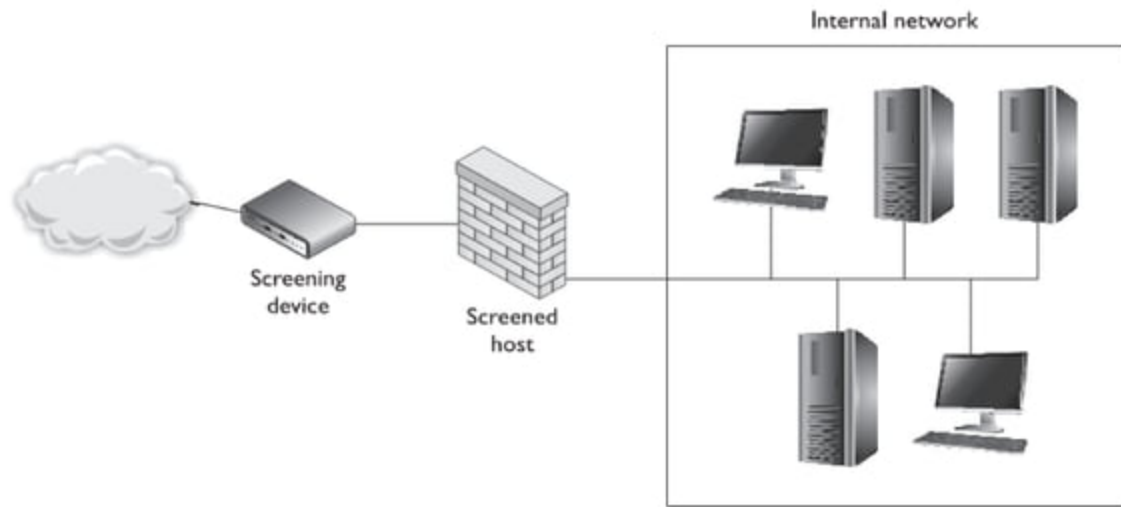 Internal network
Screening
device
Screened
host